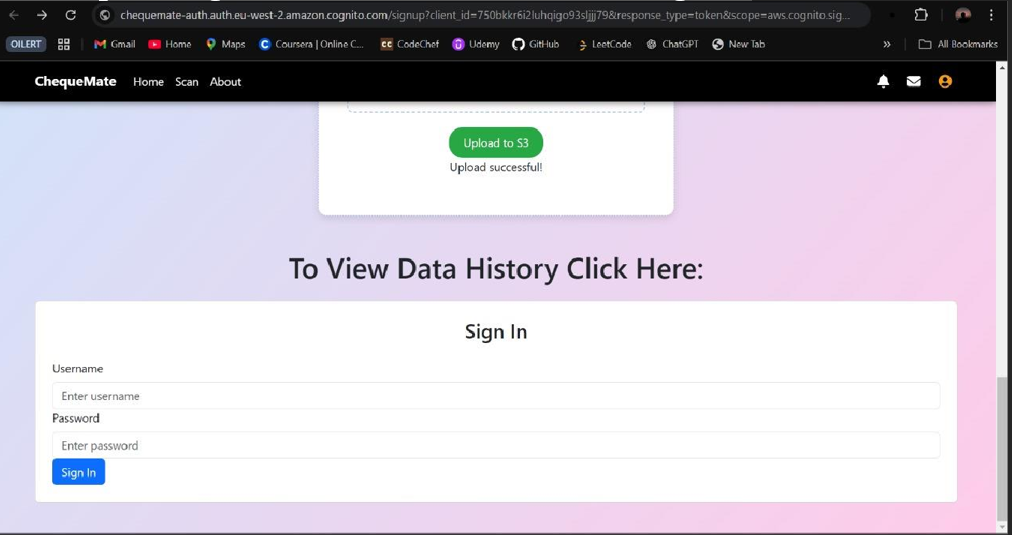 chequemate-auth.auth.eu-west-2.amazon.cognito.com/signup?client_id=750bkkr6i2luhqigo93sljjj79&response_type=token&scope=aws.cognito.sig...
OILERT Gmail Home Maps Coursera | Online C... CC CodeChef Udemy GitHub LeetCode ChatGPT New Tab » All Bookmarks
ChequeMate Home Scan About
Upload to S3
Upload successful!
To View Data History Click Here:
Sign In
Username
Enter username
Password
Enter password
Sign In